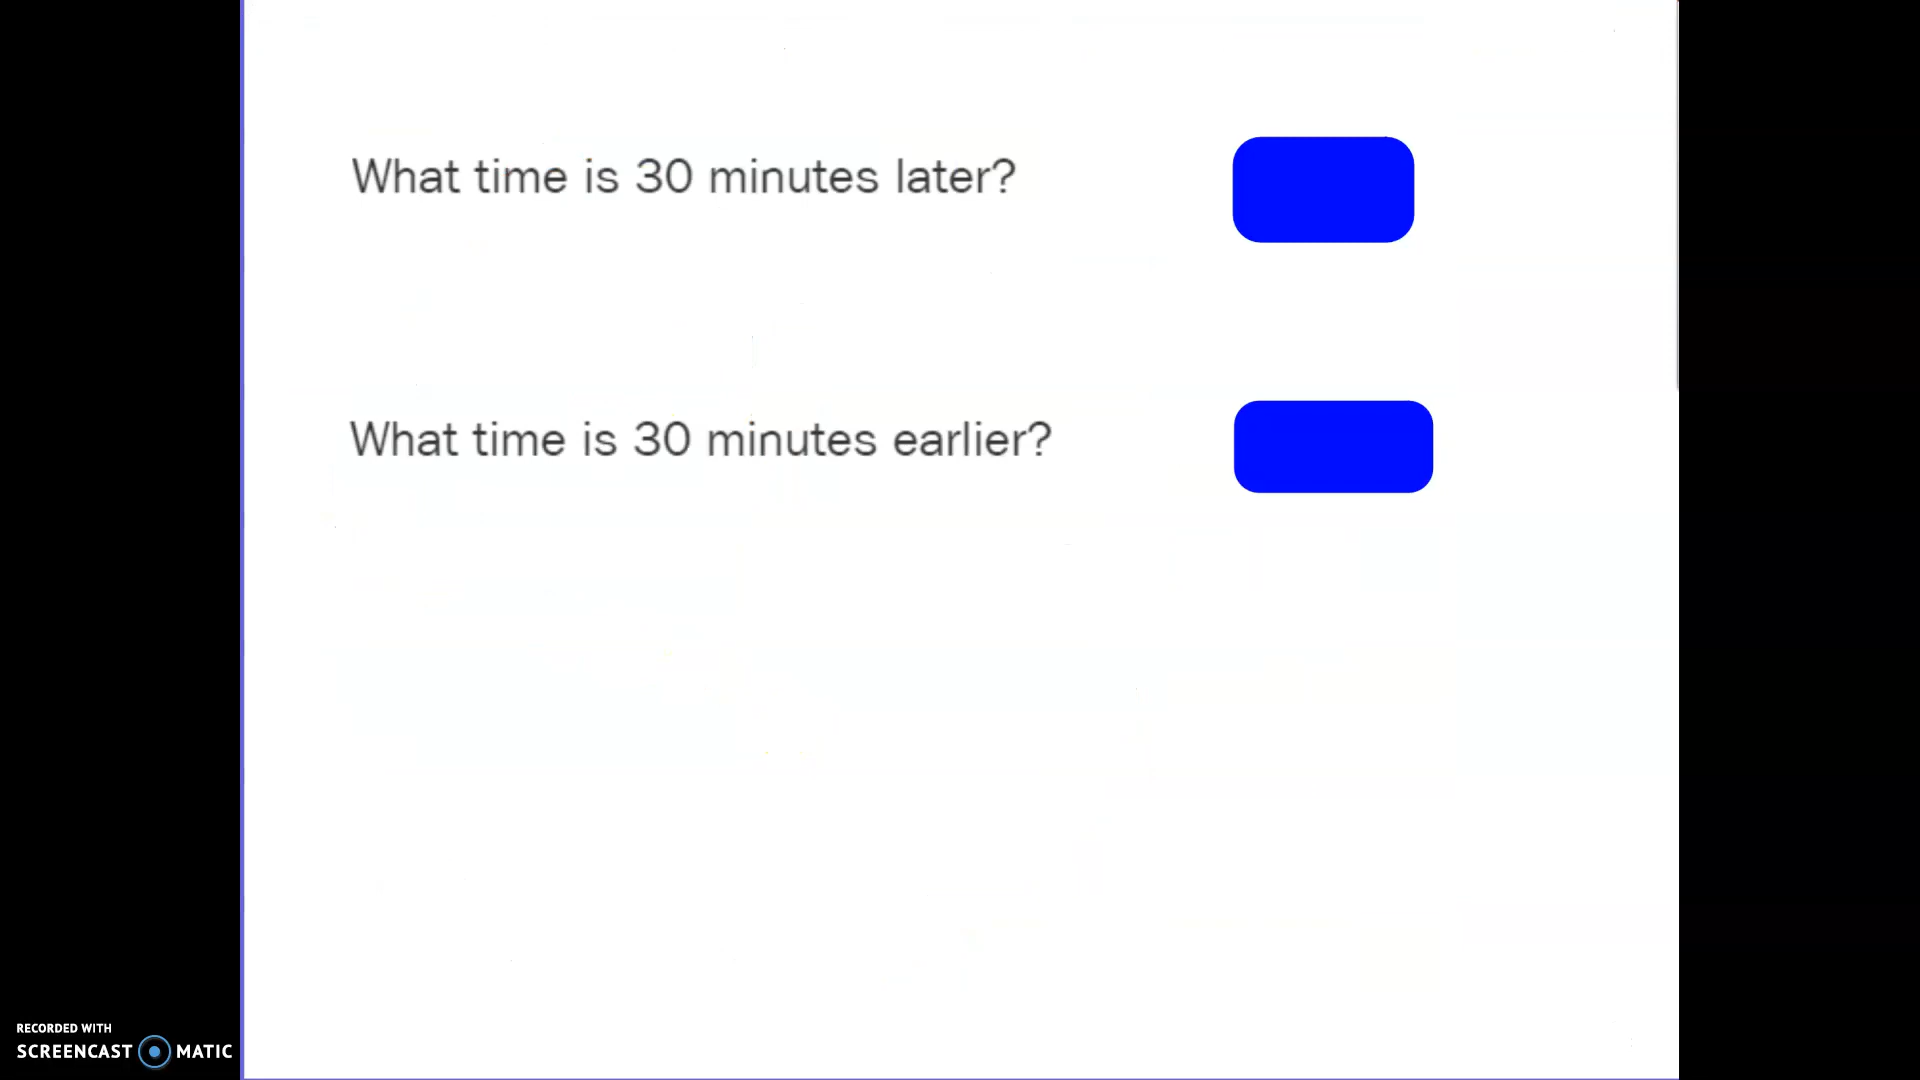 What time is 30 minutes later?
What time is 30 minutes earlier?
RECORDED WITH
SCREENCAST MATIC